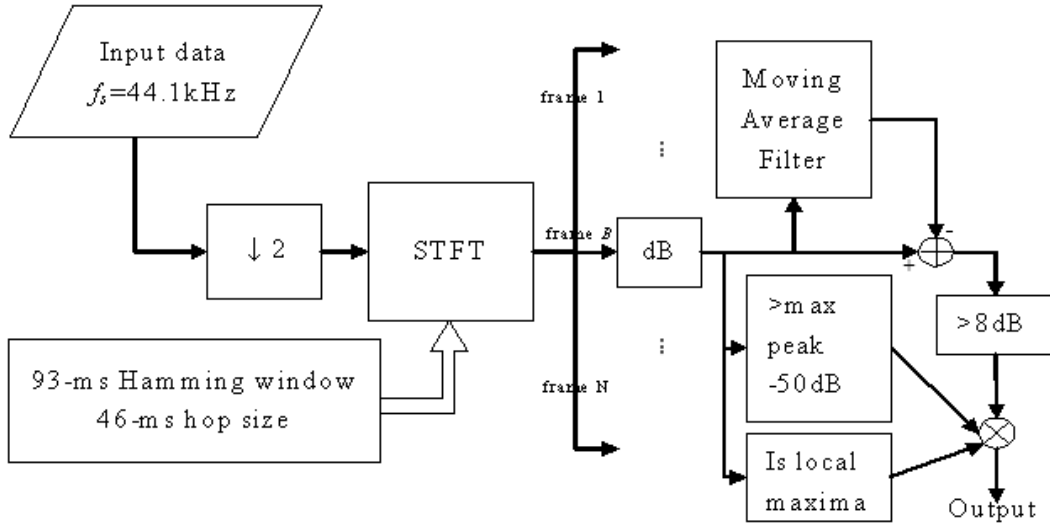 Input data
fs=44.1kHz
↓ 2
STFT
93-ms Hamming window
46-ms hop size
frame 1
⋮
frame B
⋮
frame N
dB
Moving
Average
Filter
-
+
>8dB
>max
peak
-50dB
Is local
maxima
Output